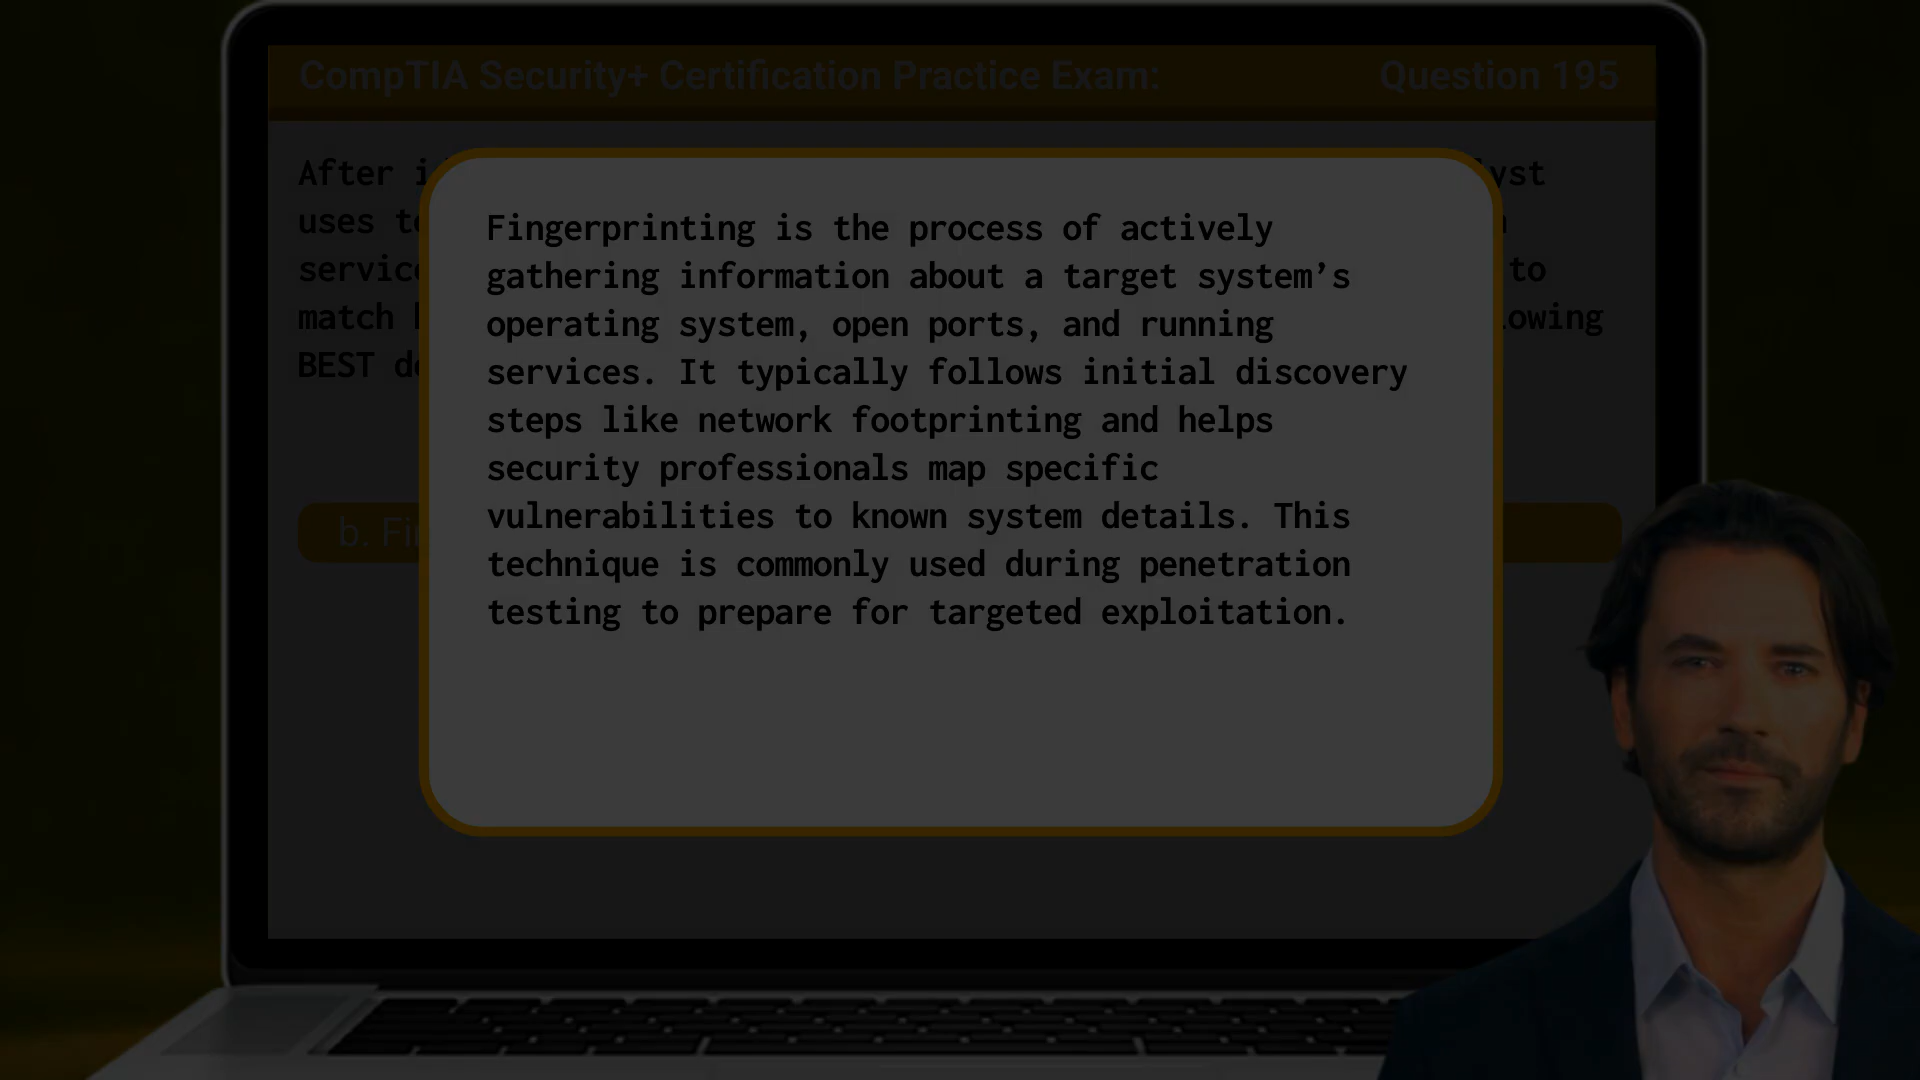 CompTIA Security+ Certification Practice Exam: Question 195
After
yst
uses
to
match
lowing
BEST
b.
Fingerprinting is the process of actively
gathering information about a target system’s
operating system, open ports, and running
services. It typically follows initial discovery
steps like network footprinting and helps
security professionals map specific
vulnerabilities to known system details. This
technique is commonly used during penetration
testing to prepare for targeted exploitation.